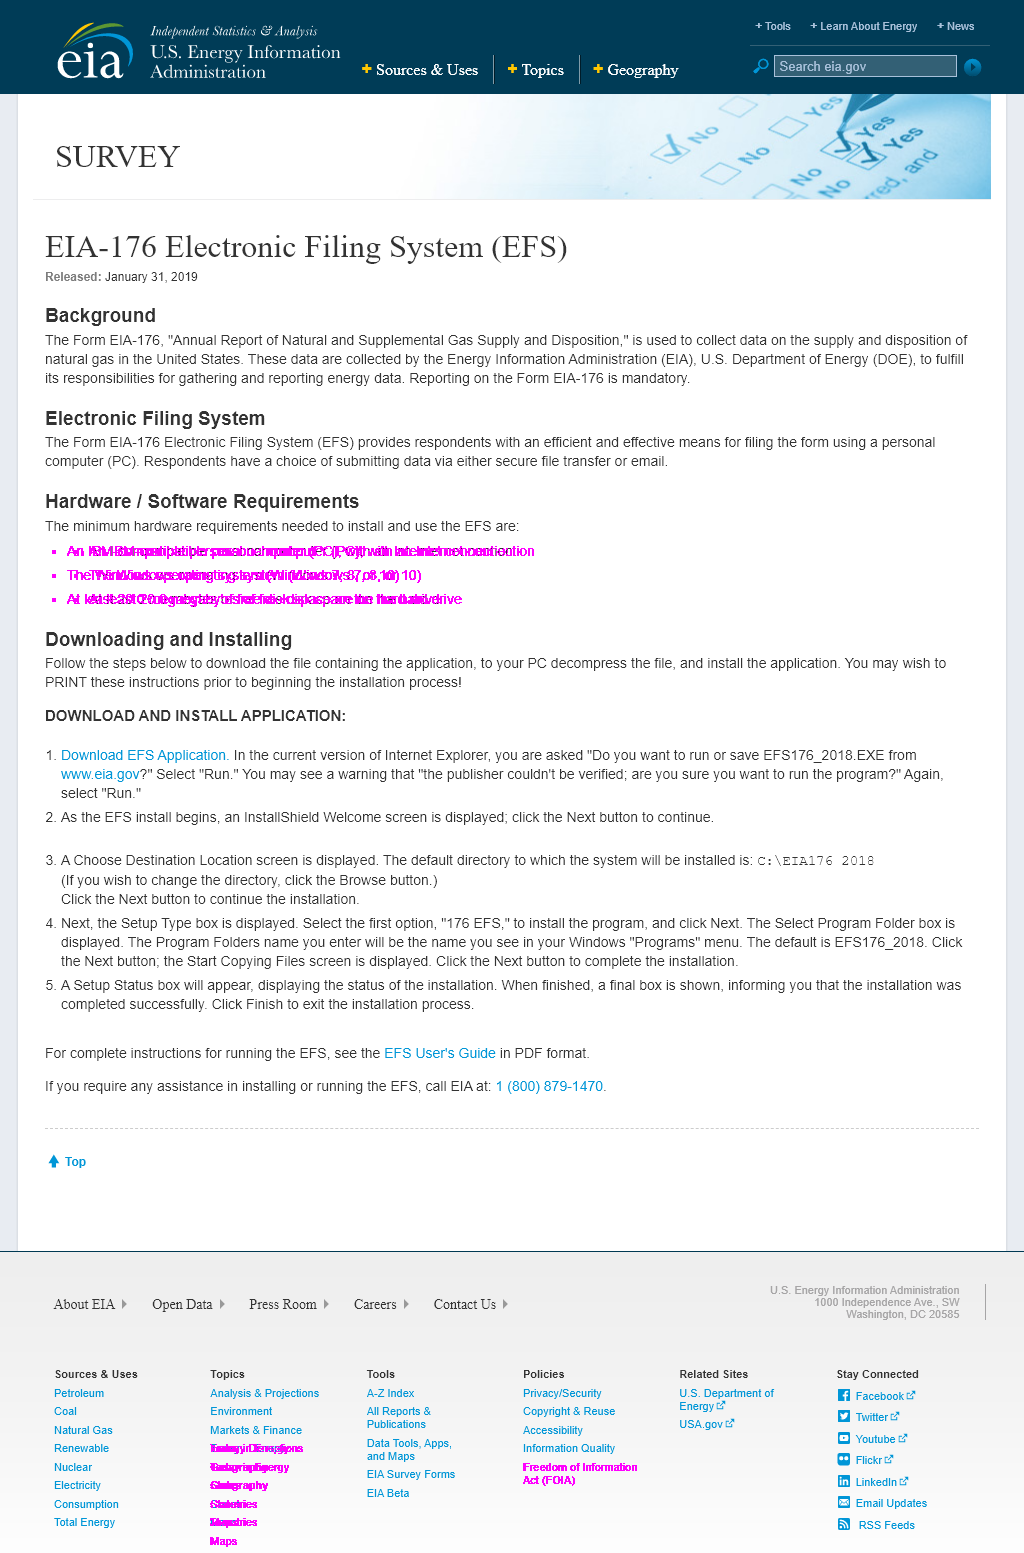 Independent Statistics & Analysis
eia U.S. Energy Information
Administration
+ Tools + Learn About Energy + News
+ Sources & Uses + Topics + Geography
Search eia.gov
SURVEY
No Yes
No Yes
No Yes
No
EIA-176 Electronic Filing System (EFS)
Released: January 31, 2019
Background
The Form EIA-176, "Annual Report of Natural and Supplemental Gas Supply and Disposition," is used to collect data on the supply and disposition of
natural gas in the United States. These data are collected by the Energy Information Administration (EIA), U.S. Department of Energy (DOE), to fulfill
its responsibilities for gathering and reporting energy data. Reporting on the Form EIA-176 is mandatory.
Electronic Filing System
The Form EIA-176 Electronic Filing System (EFS) provides respondents with an efficient and effective means for filing the form using a personal
computer (PC). Respondents have a choice of submitting data via either secure file transfer or email.
Hardware / Software Requirements
The minimum hardware requirements needed to install and use the EFS are:
Downloading and Installing
Follow the steps below to download the file containing the application, to your PC decompress the file, and install the application. You may wish to
PRINT these instructions prior to beginning the installation process!
DOWNLOAD AND INSTALL APPLICATION:
1. Download EFS Application. In the current version of Internet Explorer, you are asked "Do you want to run or save EFS176_2018.EXE from
www.eia.gov?" Select "Run." You may see a warning that "the publisher couldn't be verified; are you sure you want to run the program?" Again,
select "Run."
2. As the EFS install begins, an InstallShield Welcome screen is displayed; click the Next button to continue.
3. A Choose Destination Location screen is displayed. The default directory to which the system will be installed is: C:\EIA176 2018
(If you wish to change the directory, click the Browse button.)
Click the Next button to continue the installation.
4. Next, the Setup Type box is displayed. Select the first option, "176 EFS," to install the program, and click Next. The Select Program Folder box is
displayed. The Program Folders name you enter will be the name you see in your Windows "Programs" menu. The default is EFS176_2018. Click
the Next button; the Start Copying Files screen is displayed. Click the Next button to complete the installation.
5. A Setup Status box will appear, displaying the status of the installation. When finished, a final box is shown, informing you that the installation was
completed successfully. Click Finish to exit the installation process.
For complete instructions for running the EFS, see the EFS User's Guide in PDF format.
If you require any assistance in installing or running the EFS, call EIA at: 1 (800) 879-1470.
Top
About EIA Open Data Press Room Careers Contact Us
U.S. Energy Information Administration
1000 Independence Ave., SW
Washington, DC 20585
Sources & Uses
Petroleum
Coal
Natural Gas
Renewable
Nuclear
Electricity
Consumption
Total Energy
Topics
Analysis & Projections
Environment
Markets & Finance
Maps
Tools
A-Z Index
All Reports &
Publications
Data Tools, Apps,
and Maps
EIA Survey Forms
EIA Beta
Policies
Privacy/Security
Copyright & Reuse
Accessibility
Information Quality
Freedom of Information
Act (FOIA)
Related Sites
U.S. Department of
Energy
USA.gov
Stay Connected
Facebook
Twitter
Youtube
Flickr
LinkedIn
Email Updates
RSS Feeds